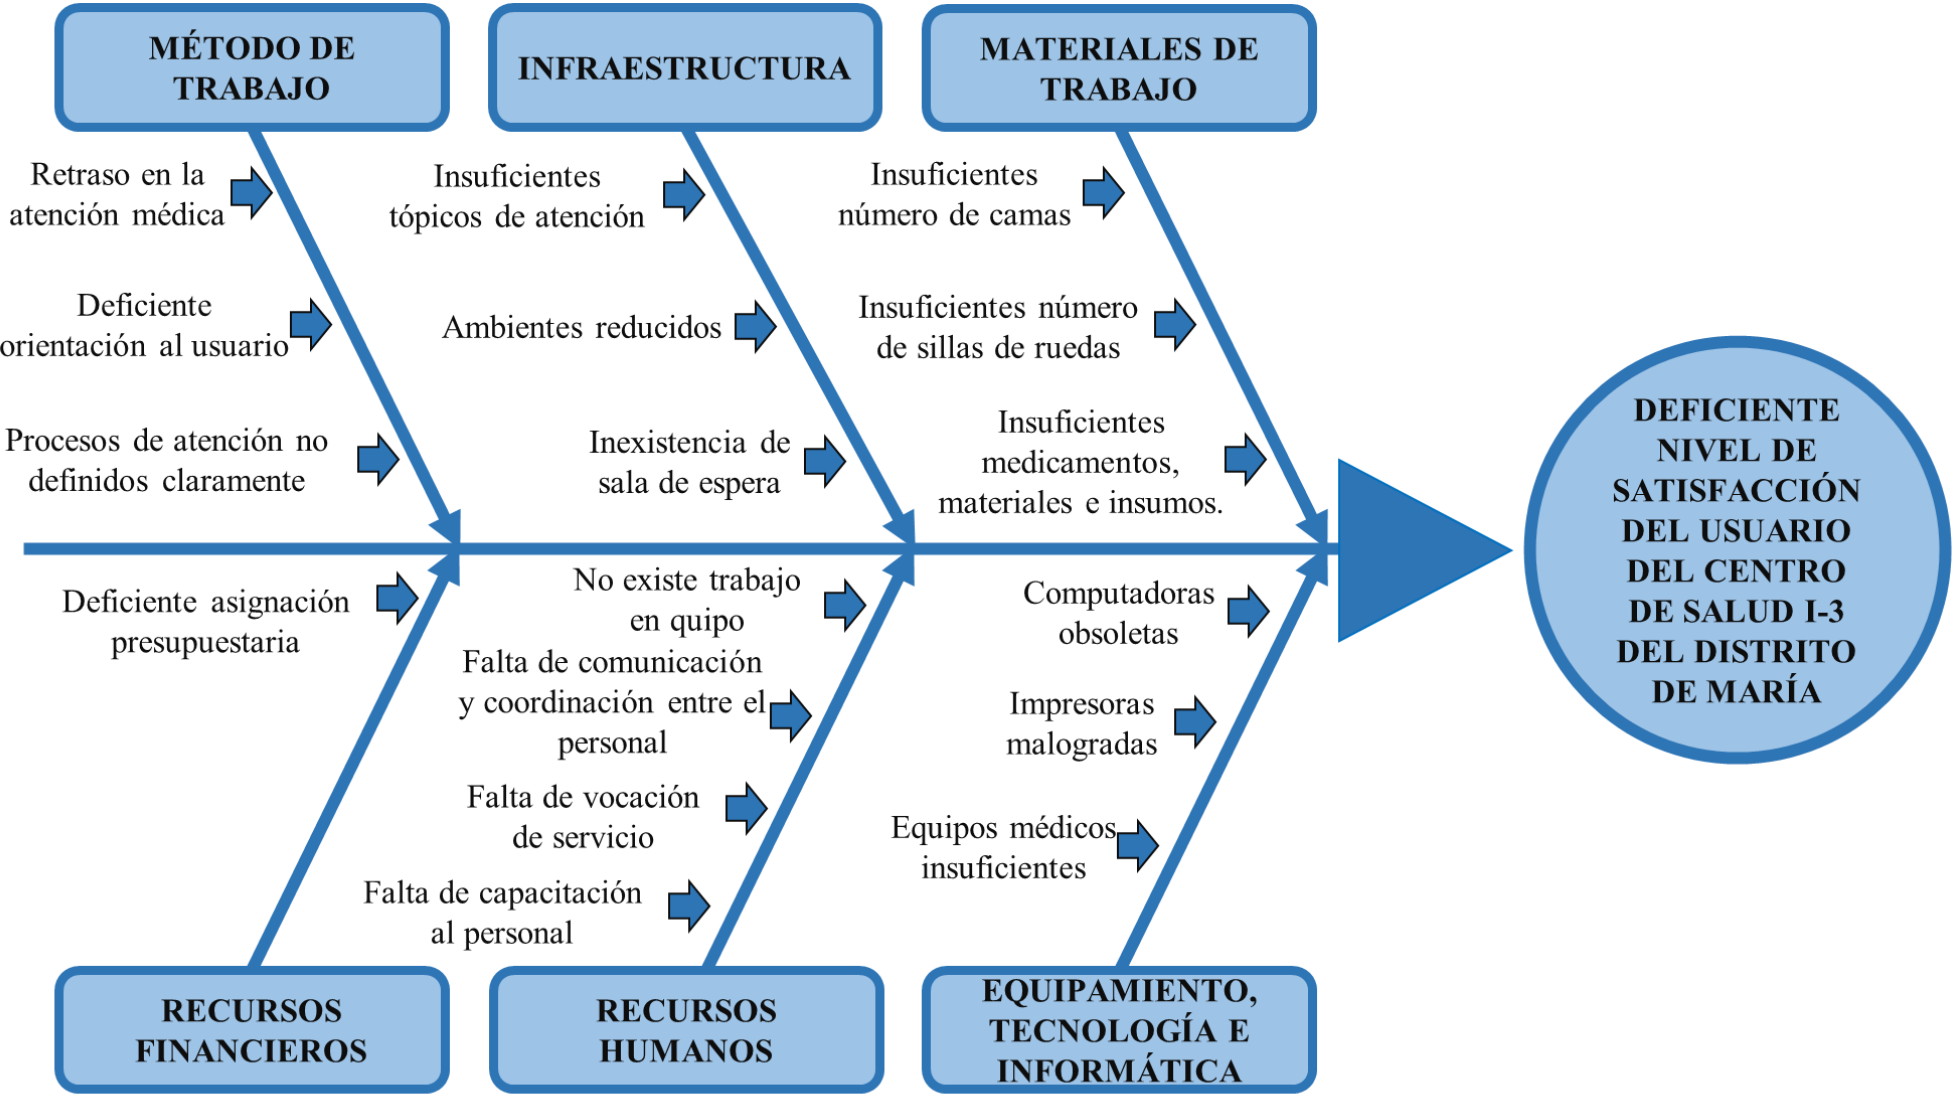 MÉTODO DE
TRABAJO
INFRAESTRUCTURA
MATERIALES DE
TRABAJO
Retraso en la
atención médica
Deficiente
orientación al usuario
Procesos de atención no
definidos claramente
Insuficientes
tópicos de atención
Ambientes reducidos
Inexistencia de
sala de espera
Insuficientes
número de camas
Insuficientes número
de sillas de ruedas
Insuficientes
medicamentos,
materiales e insumos.
DEFICIENTE
NIVEL DE
SATISFACCIÓN
DEL USUARIO
DEL CENTRO
DE SALUD I-3
DEL DISTRITO
DE MARÍA
Deficiente asignación
presupuestaria
No existe trabajo
en quipo
Falta de comunicación
y coordinación entre el
personal
Falta de vocación
de servicio
Falta de capacitación
al personal
Computadoras
obsoletas
Impresoras
malogradas
Equipos médicos
insuficientes
RECURSOS
FINANCIEROS
RECURSOS
HUMANOS
EQUIPAMIENTO,
TECNOLOGÍA E
INFORMÁTICA